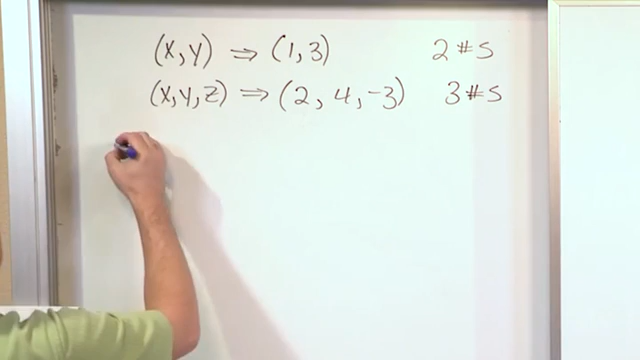 (x,y) ⇒ (1,3) 2 #s
(x,y,z) ⇒ (2, 4, -3) 3 #s